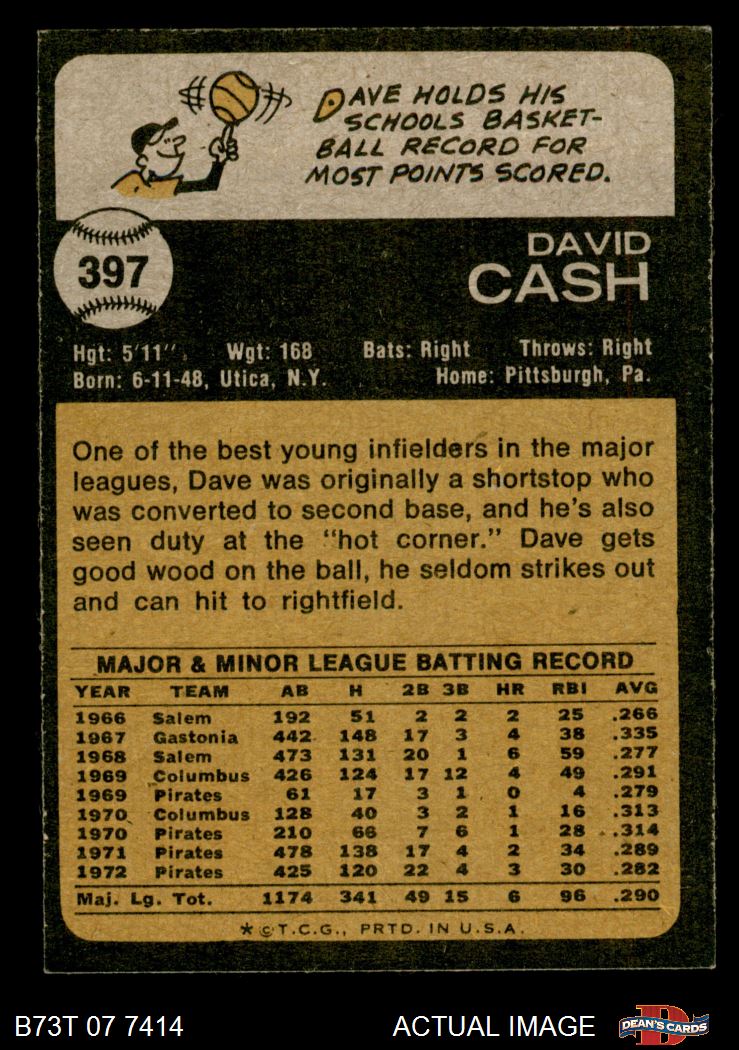 DAVE HOLDS HIS
SCHOOLS BASKET-
BALL RECORD FOR
MOST POINTS SCORED.
397
DAVID
CASH
Hgt: 5'11" Wgt: 168 Bats: Right Throws: Right
Born: 6-11-48, Utica, N.Y. Home: Pittsburgh, Pa.
One of the best young infielders in the major
leagues, Dave was originally a shortstop who
was converted to second base, and he's also
seen duty at the "hot corner." Dave gets
good wood on the ball, he seldom strikes out
and can hit to rightfield.
MAJOR & MINOR LEAGUE BATTING RECORD
YEAR TEAM AB H 2B 3B HR RBI AVG
1966 Salem 192 51 2 2 2 25 .266
1967 Gastonia 442 148 17 3 4 38 .335
1968 Salem 473 131 20 1 6 59 .277
1969 Columbus 426 124 17 12 4 49 .291
1969 Pirates 61 17 3 1 0 4 .279
1970 Columbus 128 40 3 2 1 16 .313
1970 Pirates 210 66 7 6 1 28 .314
1971 Pirates 478 138 17 4 2 34 .289
1972 Pirates 425 120 22 4 3 30 .282
Maj. Lg. Tot. 1174 341 49 15 6 96 .290
*©T.C.G., PRTD. IN U.S.A.
B73T 07 7414 ACTUAL IMAGE
D
DEAN'S CARDS